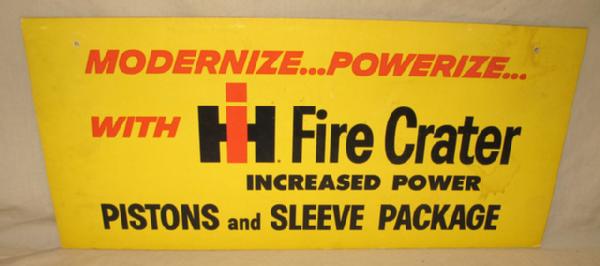 MODERNIZE...POWERIZE...
WITH IH Fire Crater
INCREASED POWER
PISTONS and SLEEVE PACKAGE